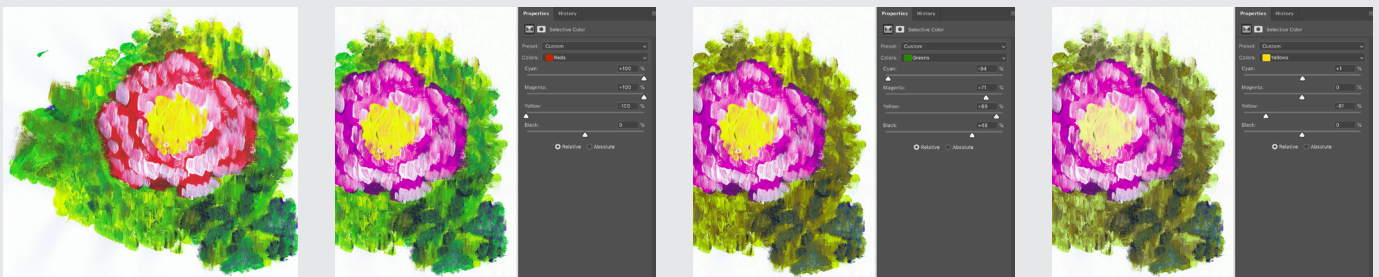 Properties History
Selective Color
Preset: Custom
Colors: Reds
Cyan: +100 %
Magenta: +100 %
Yellow: -100 %
Black: 0 %
Relative Absolute
Properties History
Selective Color
Preset: Custom
Colors: Greens
Cyan: -94 %
Magenta: +71 %
Yellow: +89 %
Black: +48 %
Relative Absolute
Properties History
Selective Color
Preset: Custom
Colors: Yellows
Cyan: +1 %
Magenta: 0 %
Yellow: -81 %
Black: 0 %
Relative Absolute